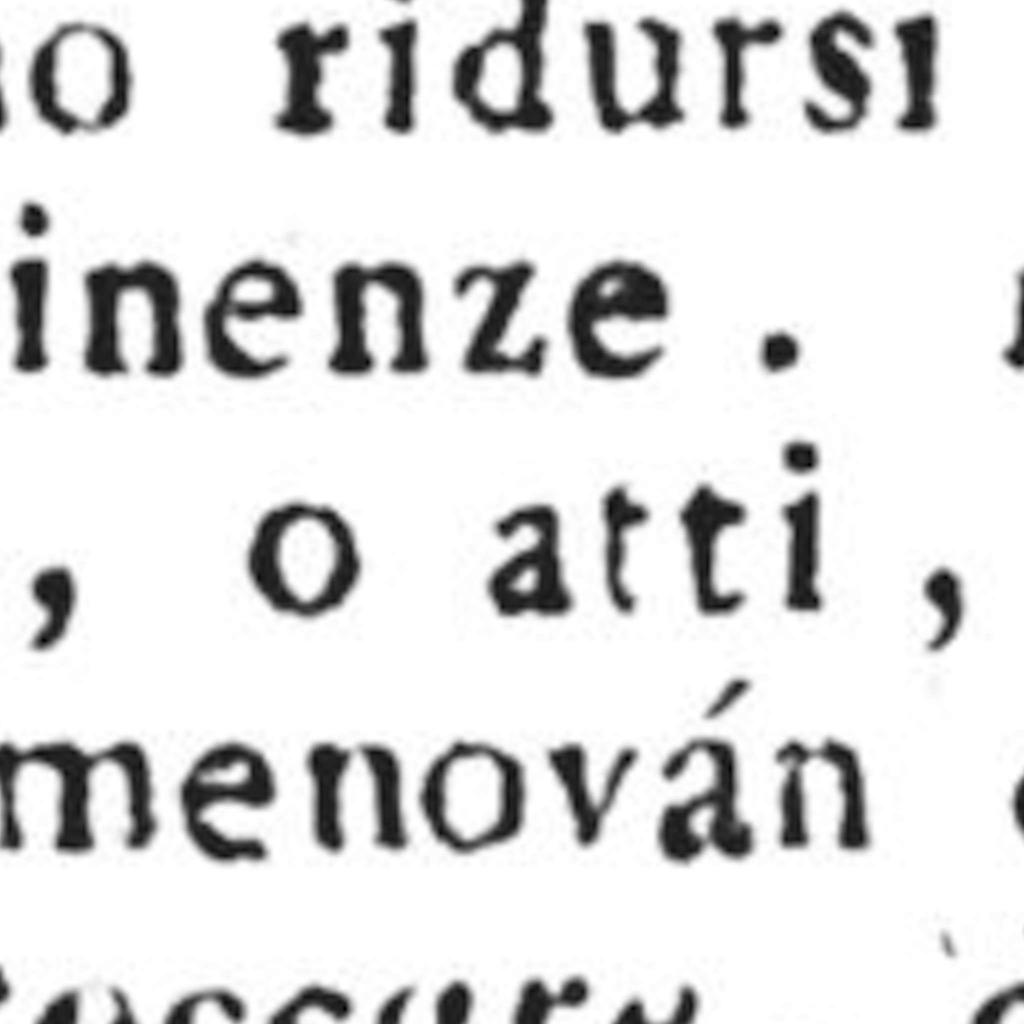 o ridursi
inenze .
, o atti ,
menován